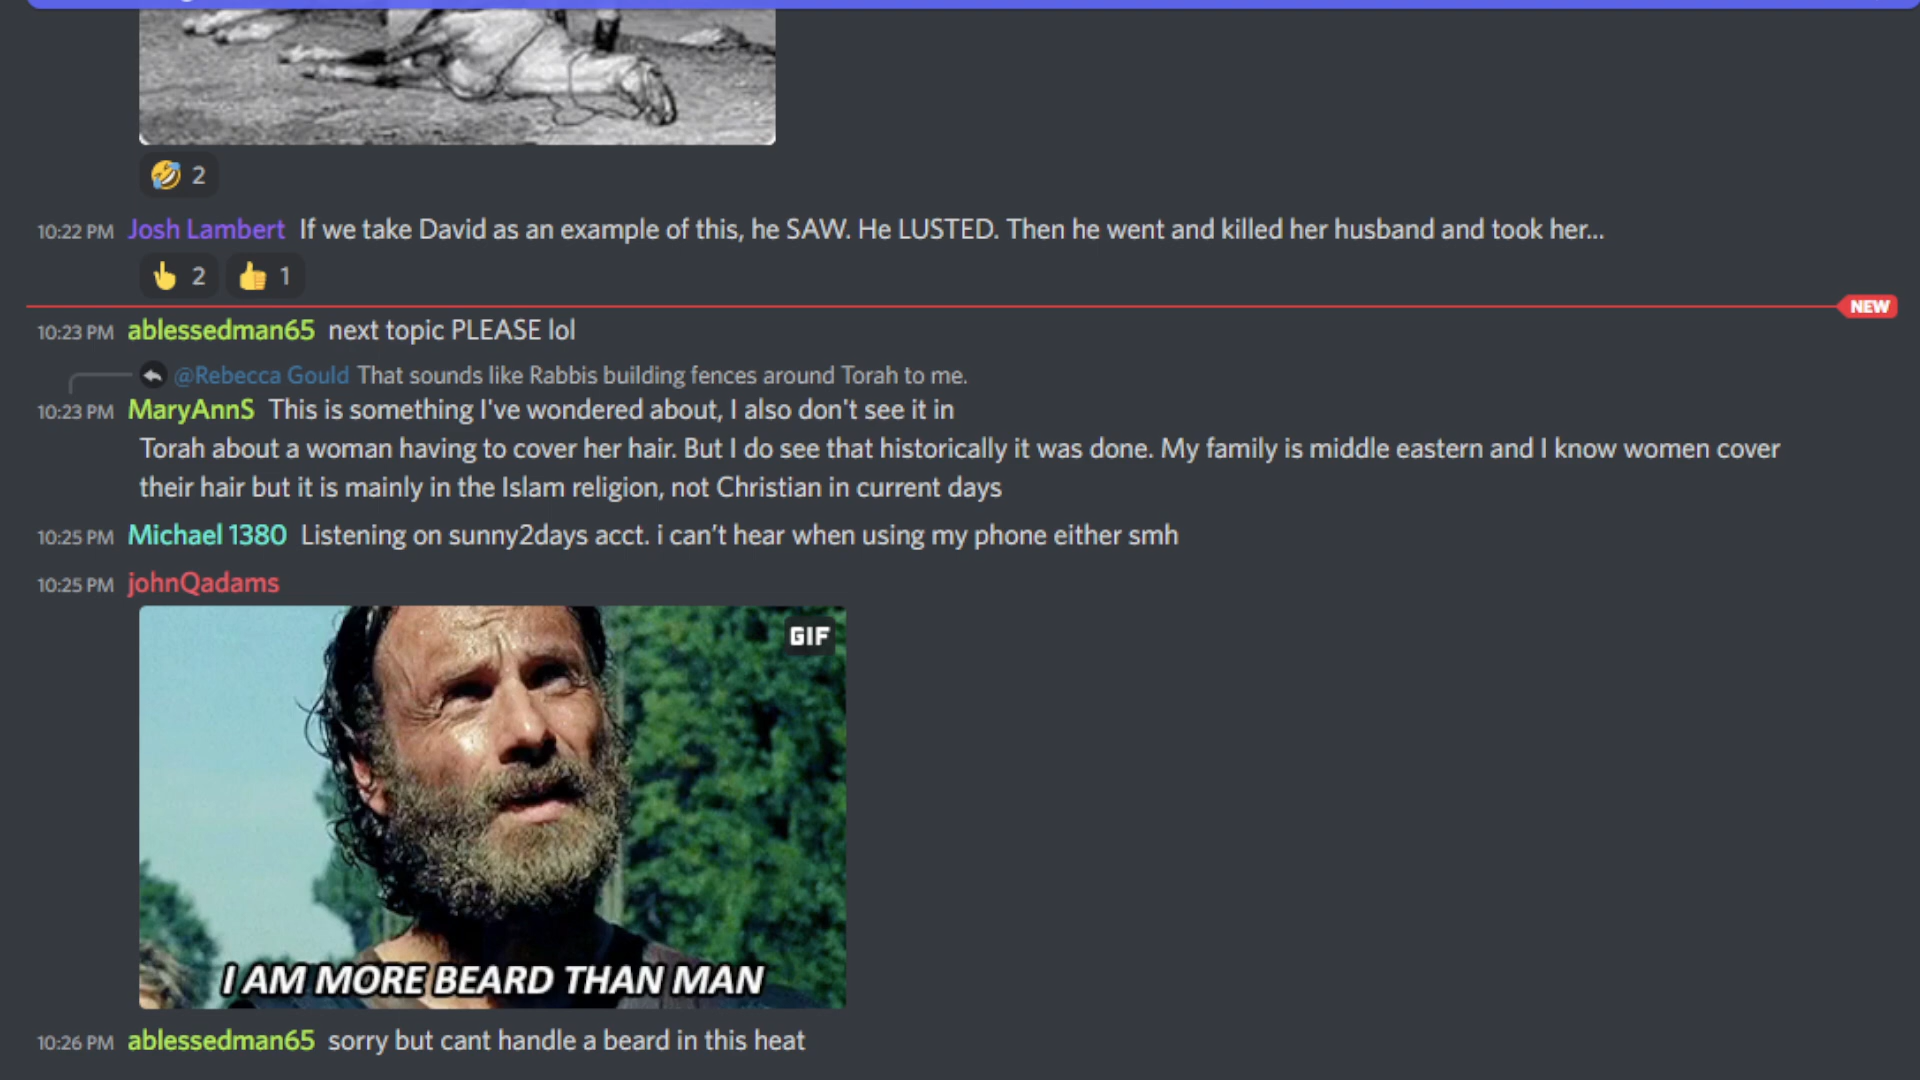 2
10:22 PM Josh Lambert If we take David as an example of this, he SAW. He LUSTED. Then he went and killed her husband and took her...
2 1
NEW
10:23 PM ablessedman65 next topic PLEASE lol
@Rebecca Gould That sounds like Rabbis building fences around Torah to me.
10:23 PM MaryAnnS This is something I've wondered about, I also don't see it in
Torah about a woman having to cover her hair. But I do see that historically it was done. My family is middle eastern and I know women cover
their hair but it is mainly in the Islam religion, not Christian in current days
10:25 PM Michael 1380 Listening on sunny2days acct. i can’t hear when using my phone either smh
10:25 PM johnQadams
GIF
I AM MORE BEARD THAN MAN
10:26 PM ablessedman65 sorry but cant handle a beard in this heat